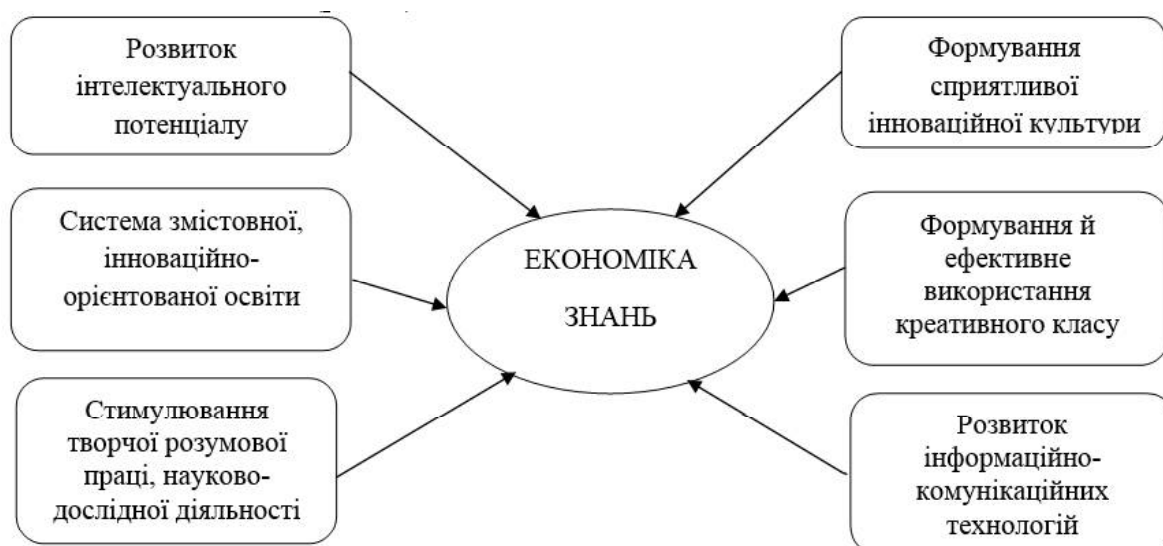 Розвиток
інтелектуального
потенціалу
Система змістовної,
інноваційно-
орієнтованої освіти
Стимулювання
творчої розумової
праці, науково-
дослідної діяльності
ЕКОНОМІКА
ЗНАНЬ
Формування
сприятливої
інноваційної культури
Формування й
ефективне
використання
креативного класу
Розвиток
інформаційно-
комунікаційних
технологій